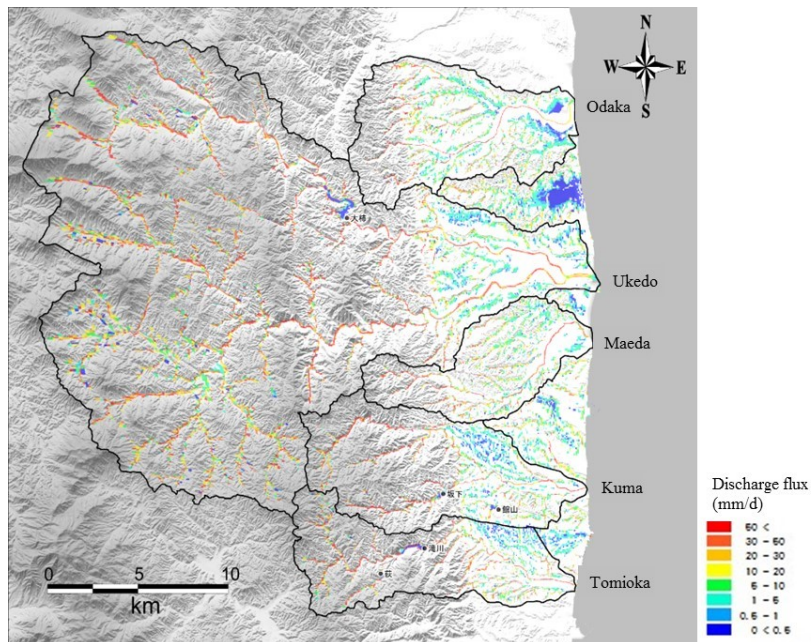 N
W E
S
Odaka
大柿
Ukedo
Maeda
Kuma
坂下
舘山
滝川
荻
Tomioka
0 5 10
km
Discharge flux
(mm/d)
50 <
30 - 50
20 - 30
10 - 20
5 - 10
1 - 5
0.5 - 1
0 < 0.5